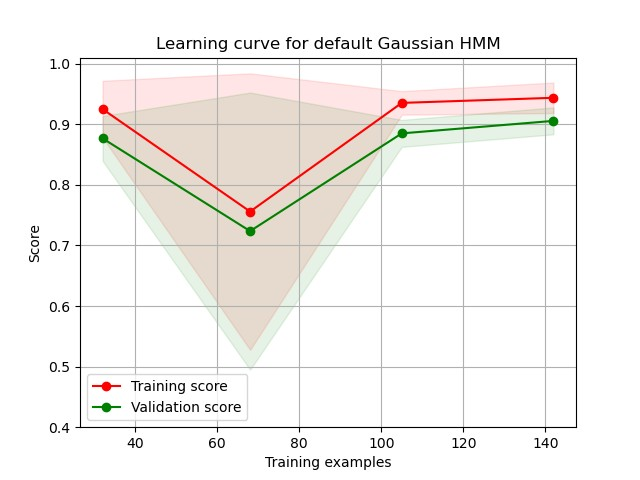 Learning curve for default Gaussian HMM
1.0
0.9
0.8
0.7
0.6
0.5
0.4
Score
Training score
Validation score
40 60 80 100 120 140
Training examples